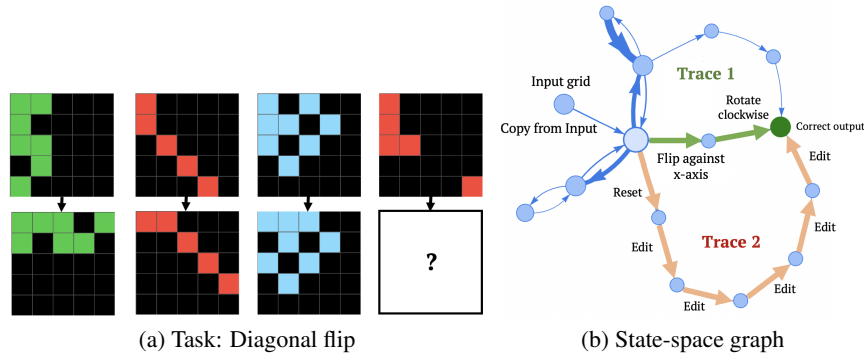 ?
(a) Task: Diagonal flip
Input grid
Copy from Input
Trace 1
Rotate
clockwise
Correct output
Flip against
x-axis
Reset
Edit
Edit
Edit
Edit
Edit
Trace 2
(b) State-space graph